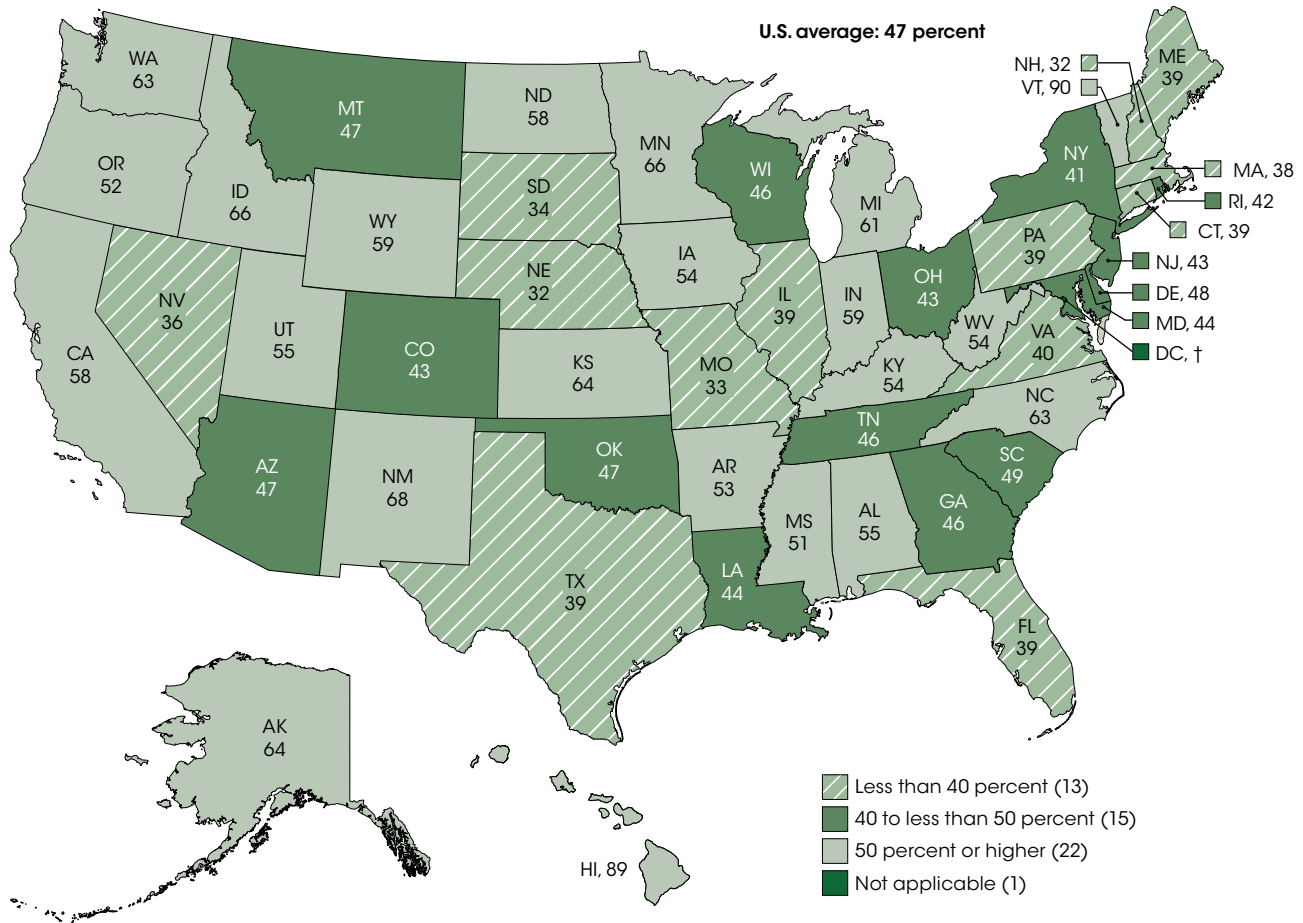 U.S. average: 47 percent
WA
63
MT
47
ND
58
MN
66
OR
52
ID
66
WY
59
SD
34
WI
46
MI
61
NY
41
NH, 32
VT, 90
ME
39
MA, 38
RI, 42
CT, 39
NJ, 43
DE, 48
MD, 44
DC, †
NV
36
UT
55
CO
43
NE
32
IA
54
IL
39
IN
59
OH
43
PA
39
WV
54
VA
40
CA
58
KS
64
MO
33
KY
54
NC
63
AZ
47
NM
68
OK
47
AR
53
TN
46
SC
49
TX
39
LA
44
MS
51
AL
55
GA
46
FL
39
AK
64
HI, 89
Less than 40 percent (13)
40 to less than 50 percent (15)
50 percent or higher (22)
Not applicable (1)